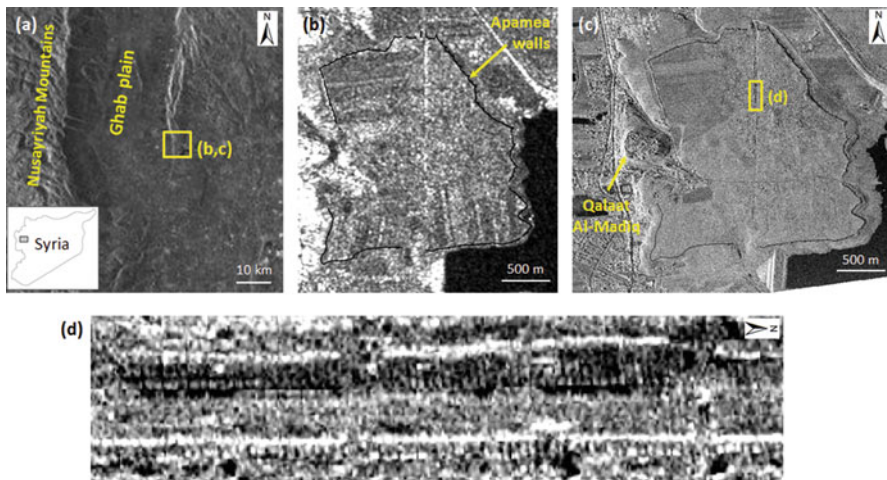 (a)
N
Nusayriyah Mountains
Ghab plain
(b,c)
Syria
10 km
(b)
Apamea
walls
N
500 m
(c)
N
(d)
Qalaat
Al-Madiq
500 m
(d)
N